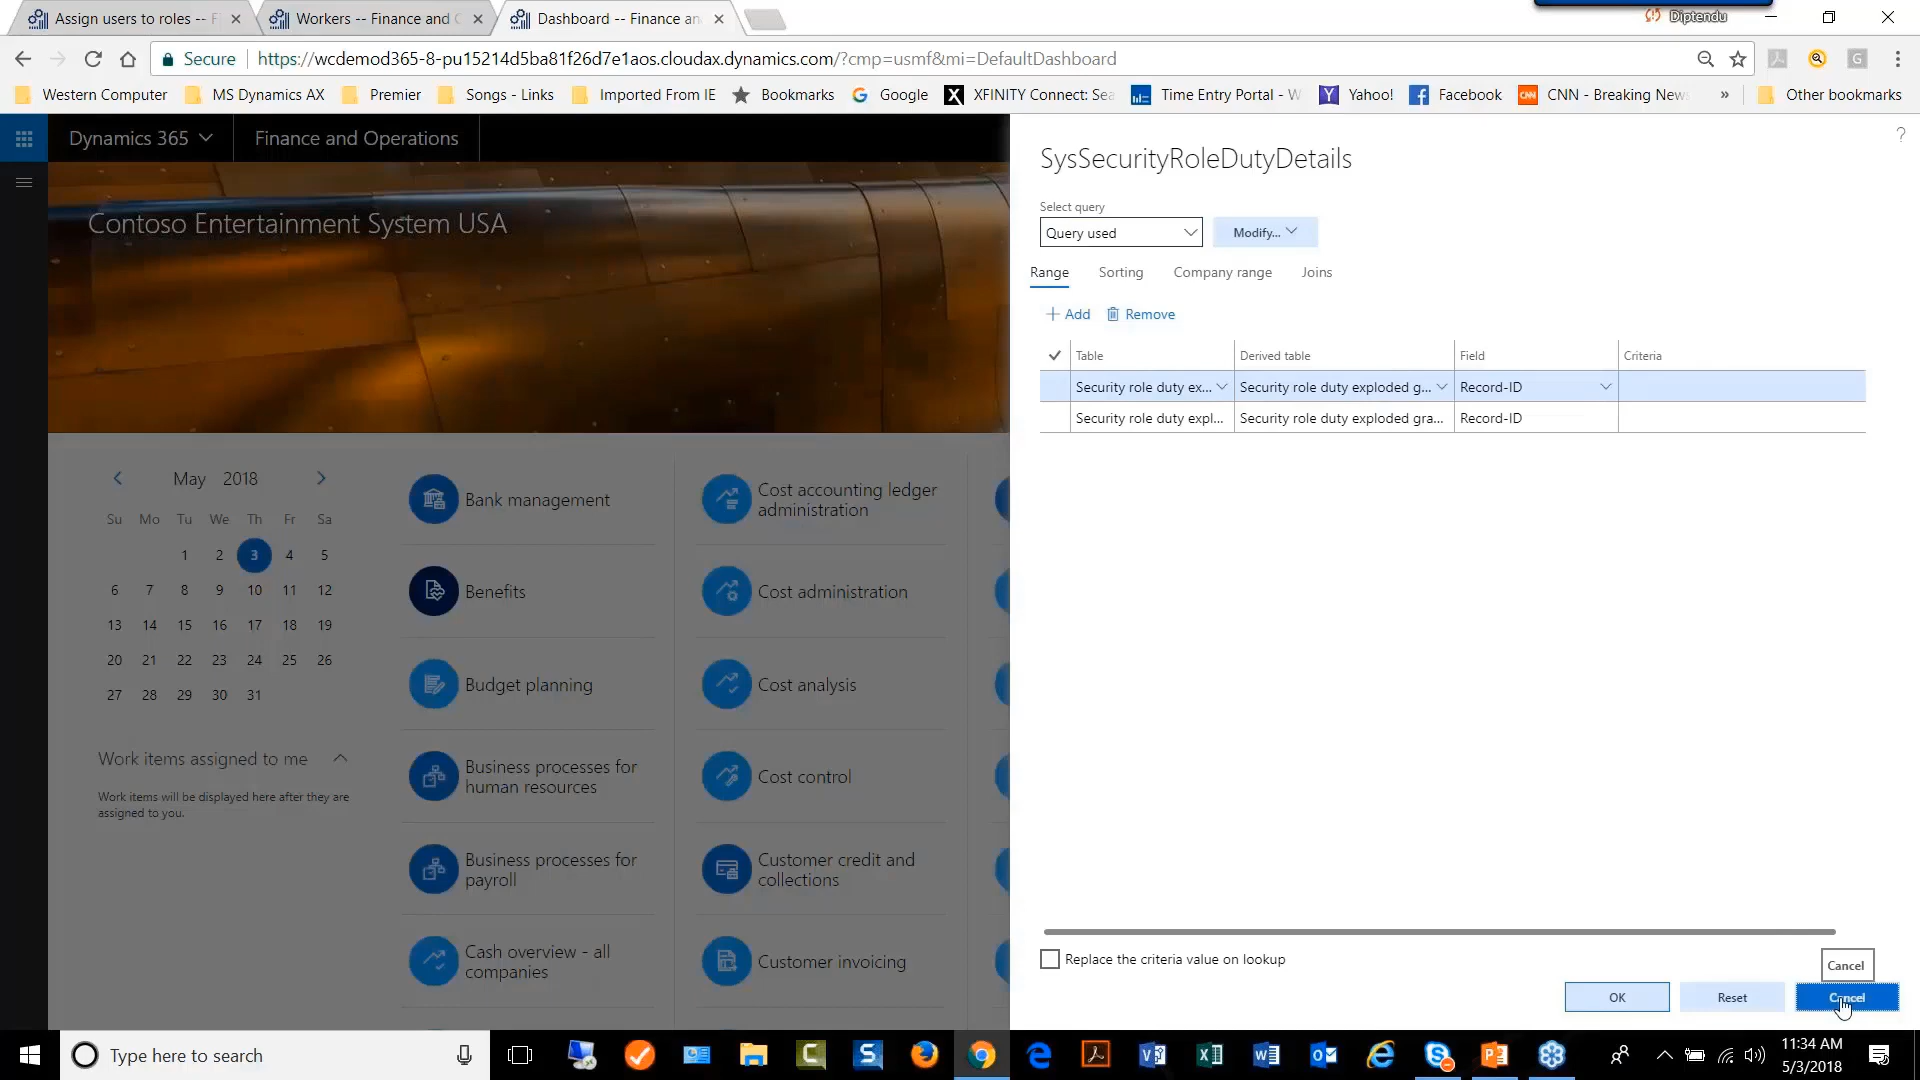 Assign users to roles -- F
Workers -- Finance and O
Dashboard -- Finance an
Diptendu
Secure
https://wcdemod365-8-pu15214d5ba81f26d7e1aos.cloudax.dynamics.com/?cmp=usmf&mi=DefaultDashboard
Western Computer
MS Dynamics AX
Premier
Songs - Links
Imported From IE
Bookmarks
Google
XFINITY Connect: Sea
Time Entry Portal - W
Yahoo!
Facebook
CNN - Breaking News
»
Other bookmarks
Dynamics 365
Finance and Operations
?
Contoso Entertainment System USA
May 2018
Su Mo Tu We Th Fr Sa
1 2 3 4 5
6 7 8 9 10 11 12
13 14 15 16 17 18 19
20 21 22 23 24 25 26
27 28 29 30 31
Work items assigned to me
Work items will be displayed here after they are
assigned to you.
Bank management
Benefits
Budget planning
Business processes for
human resources
Business processes for
payroll
Cash overview - all
companies
Cost accounting ledger
administration
Cost administration
Cost analysis
Cost control
Customer credit and
collections
Customer invoicing
SysSecurityRoleDutyDetails
Select query
Query used
Modify...
Range Sorting Company range Joins
Add Remove
Table Derived table Field Criteria
Security role duty ex... Security role duty exploded g... Record-ID
Security role duty expl... Security role duty exploded gra... Record-ID
Replace the criteria value on lookup
Cancel
OK Reset Cancel
Type here to search
11:34 AM
5/3/2018